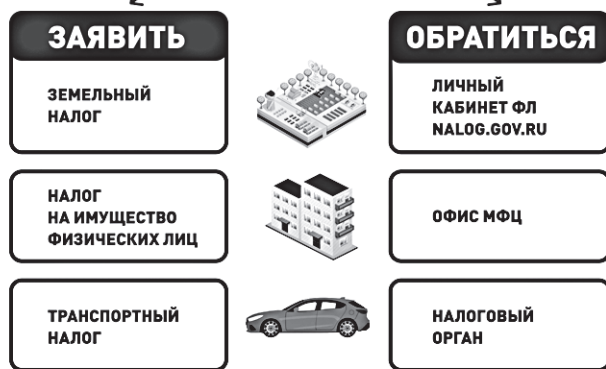 ЗАЯВИТЬ
ЗЕМЕЛЬНЫЙ
НАЛОГ
НАЛОГ
НА ИМУЩЕСТВО
ФИЗИЧЕСКИХ ЛИЦ
ТРАНСПОРТНЫЙ
НАЛОГ
ОБРАТИТЬСЯ
ЛИЧНЫЙ
КАБИНЕТ ФЛ
NALOG.GOV.RU
ОФИС МФЦ
НАЛОГОВЫЙ
ОРГАН